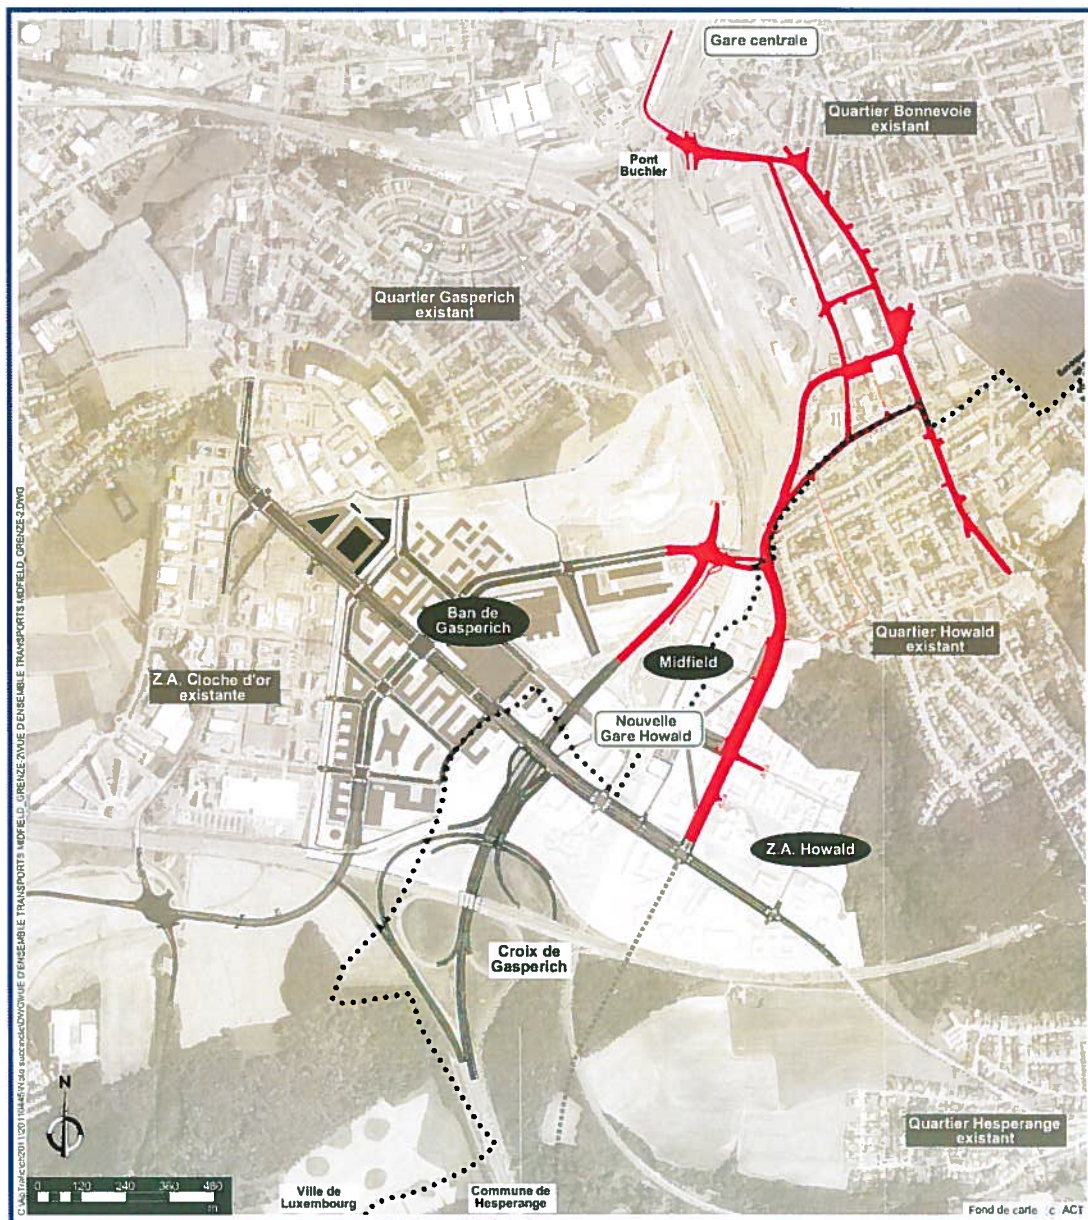 Gare centrale
Quartier Bonnevoie
existant
Pont
Buchler
Quartier Gasperich
existant
Ban de
Gasperich
Quartier Howald
existant
Midfield
Z.A. Cloche d'or
existante
Nouvelle
Gare Howald
Z.A. Howald
Croix de
Gasperich
N
Quartier Hesperange
existant
0 120 240 360 480
m
Ville de
Luxembourg
Commune de
Hesperange
Fond de carte (c) ACT